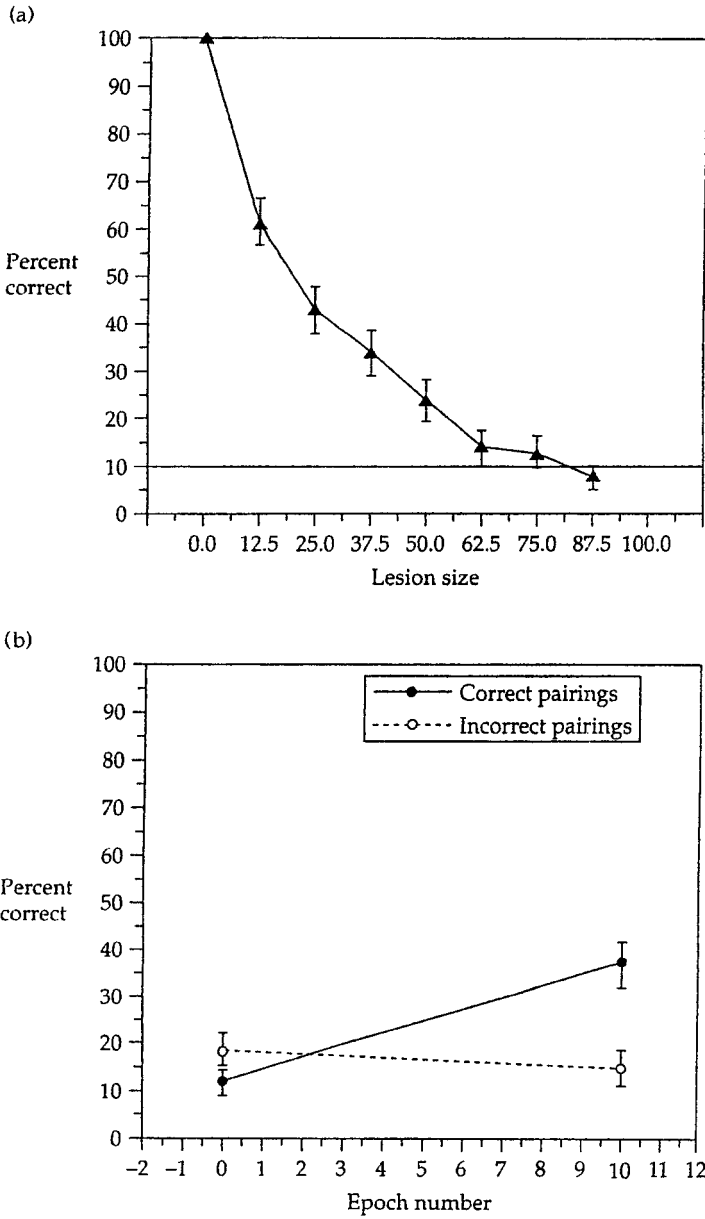 (a)
100
90
80
70
60
50
40
30
20
10
0
Percent
correct
0.0 12.5 25.0 37.5 50.0 62.5 75.0 87.5 100.0
Lesion size
(b)
100
90
80
70
60
50
40
30
20
10
0
Percent
correct
Correct pairings
Incorrect pairings
–2 –1 0 1 2 3 4 5 6 7 8 9 10 11 12
Epoch number